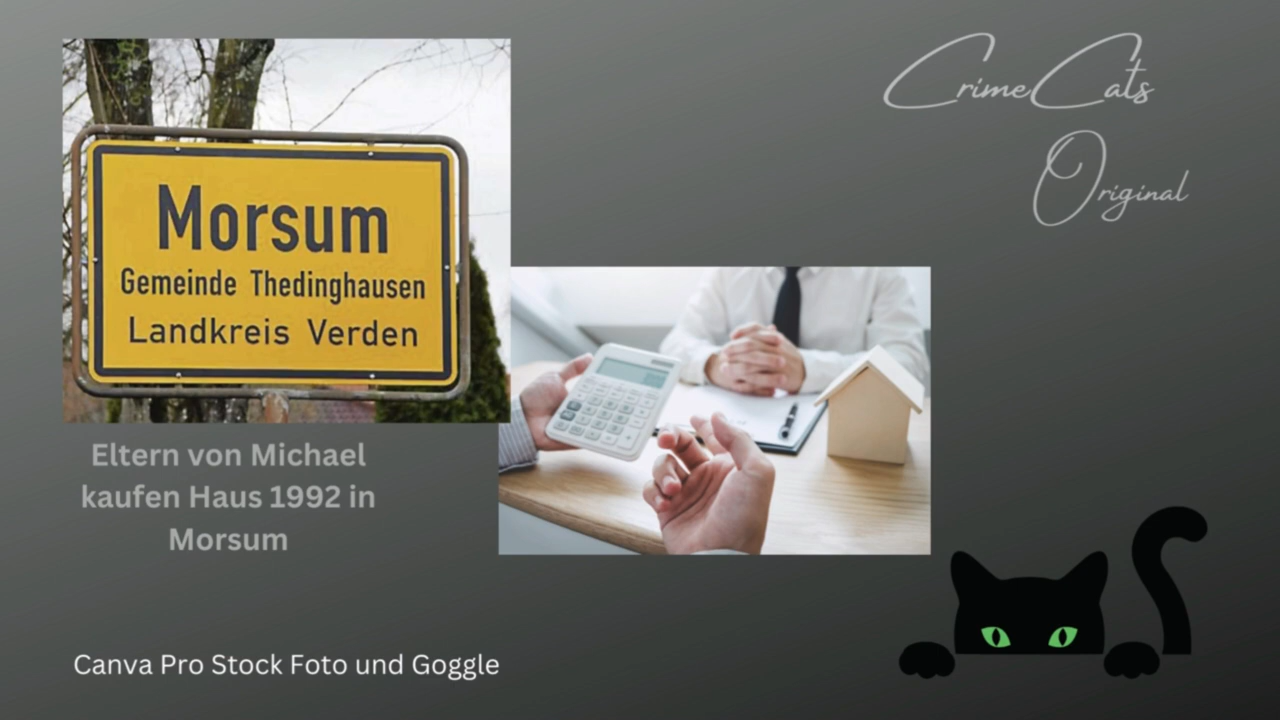 CrimeCats
Original
Morsum
Gemeinde Thedinghausen
Landkreis Verden
Eltern von Michael
kaufen Haus 1992 in
Morsum
Canva Pro Stock Foto und Goggle